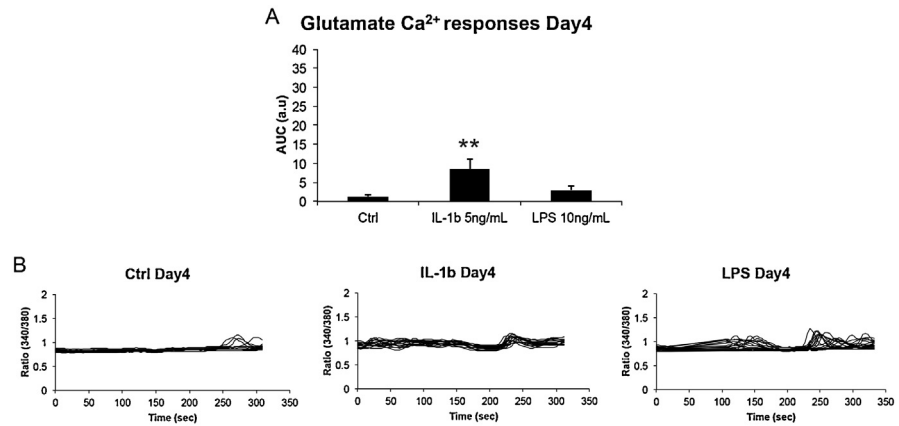 A
Glutamate Ca²⁺ responses Day4
AUC (a.u)
40
35
30
25
20
15
10
5
0
**
Ctrl
IL-1b 5ng/mL
LPS 10ng/mL
B
Ctrl Day4
Ratio (340/380)
2
1.5
1
0.5
0
0 50 100 150 200 250 300 350
Time (sec)
IL-1b Day4
Ratio (340/380)
2
1.5
1
0.5
0
0 50 100 150 200 250 300 350
Time (sec)
LPS Day4
Ratio (340/380)
2
1.5
1
0.5
0
0 50 100 150 200 250 300 350
Time (sec)